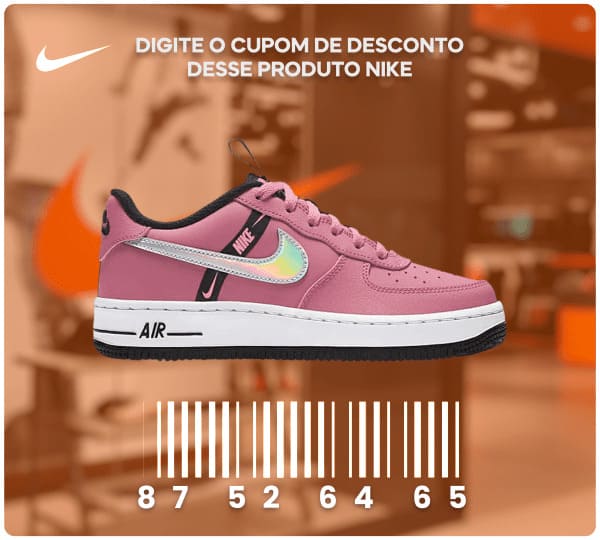 DIGITE O CUPOM DE DESCONTO
DESSE PRODUTO NIKE
NIKE
AIR
87 52 64 65